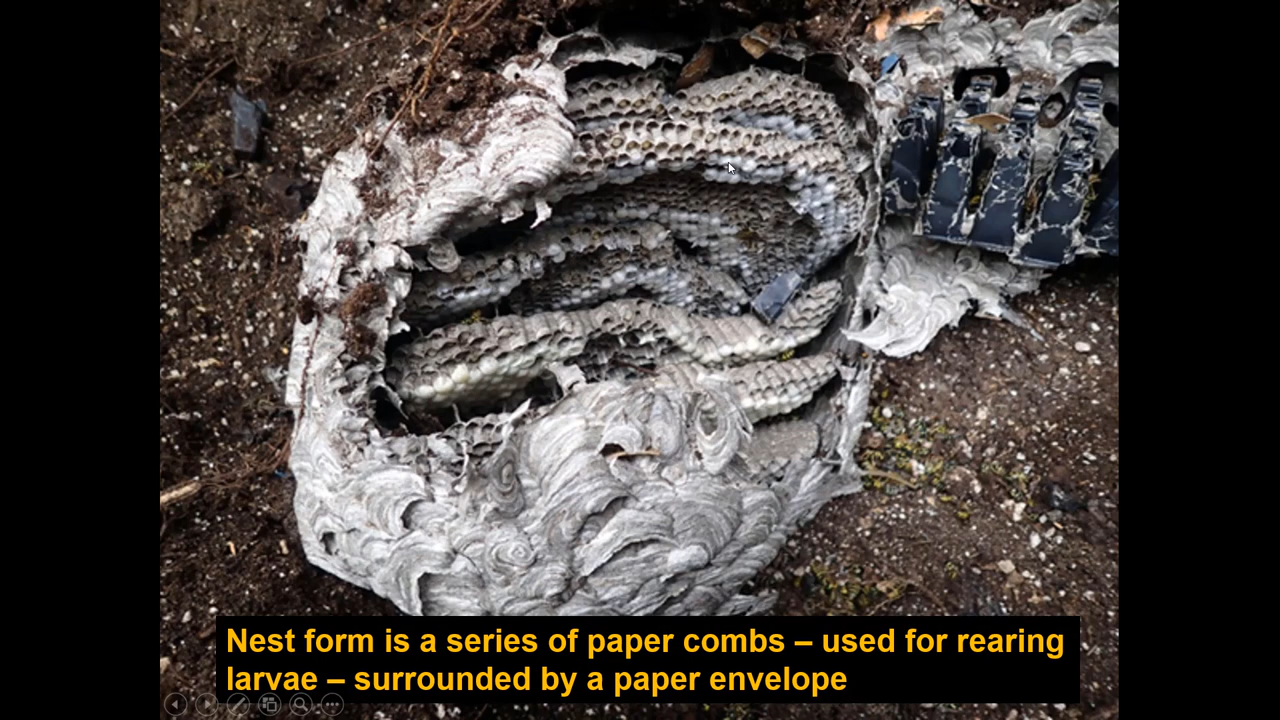 Nest form is a series of paper combs – used for rearing
larvae – surrounded by a paper envelope